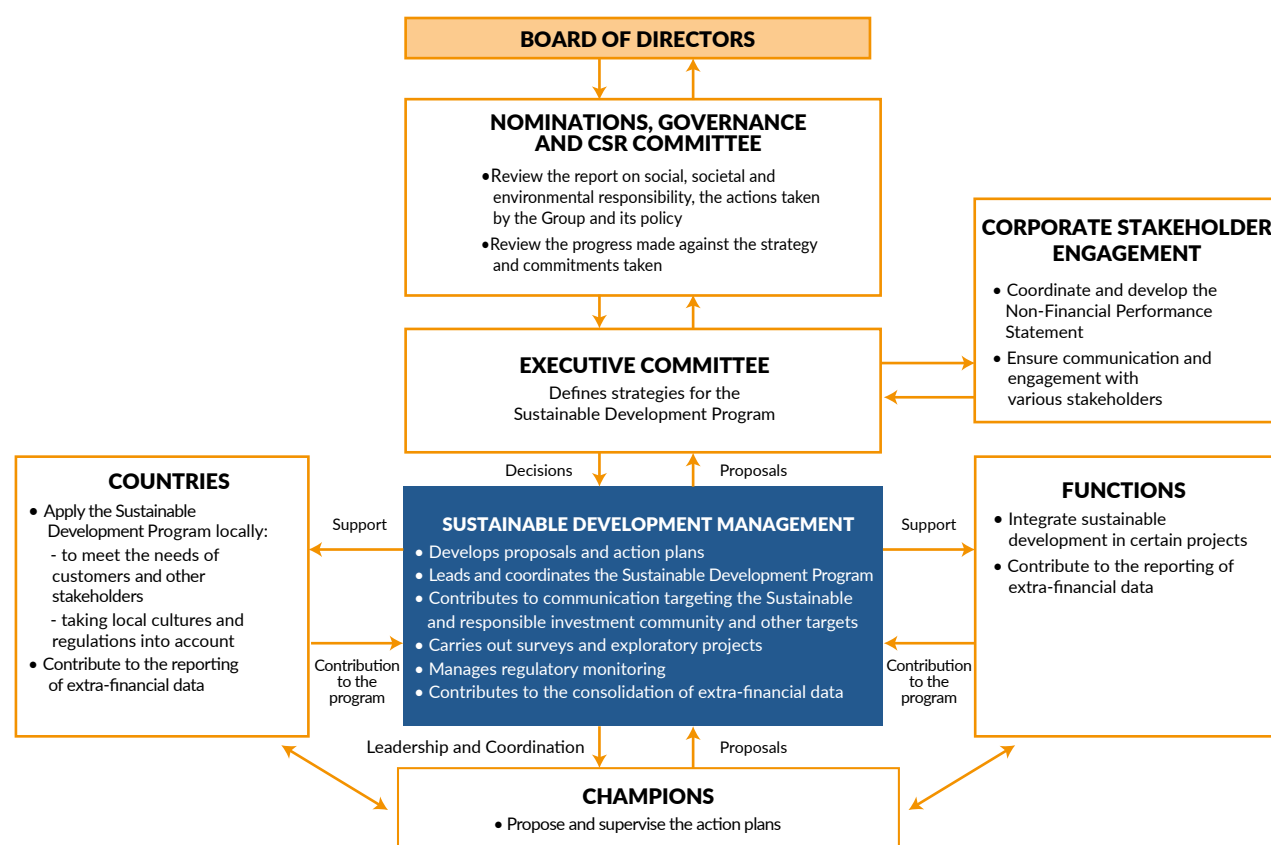 BOARD OF DIRECTORS
NOMINATIONS, GOVERNANCE
AND CSR COMMITTEE
•Review the report on social, societal and
environmental responsibility, the actions taken
by the Group and its policy
•Review the progress made against the strategy
and commitments taken
CORPORATE STAKEHOLDER
ENGAGEMENT
• Coordinate and develop the
Non-Financial Performance
Statement
• Ensure communication and
engagement with
various stakeholders
EXECUTIVE COMMITTEE
Defines strategies for the
Sustainable Development Program
Decisions
Proposals
COUNTRIES
• Apply the Sustainable
Development Program locally:
- to meet the needs of
customers and other
stakeholders
- taking local cultures and
regulations into account
• Contribute to the reporting
of extra-financial data
Support
Contribution
to the
program
SUSTAINABLE DEVELOPMENT MANAGEMENT
• Develops proposals and action plans
• Leads and coordinates the Sustainable Development Program
• Contributes to communication targeting the Sustainable
and responsible investment community and other targets
• Carries out surveys and exploratory projects
• Manages regulatory monitoring
• Contributes to the consolidation of extra-financial data
Support
Contribution
to the
program
FUNCTIONS
• Integrate sustainable
development in certain projects
• Contribute to the reporting of
extra-financial data
Leadership and Coordination
Proposals
CHAMPIONS
• Propose and supervise the action plans